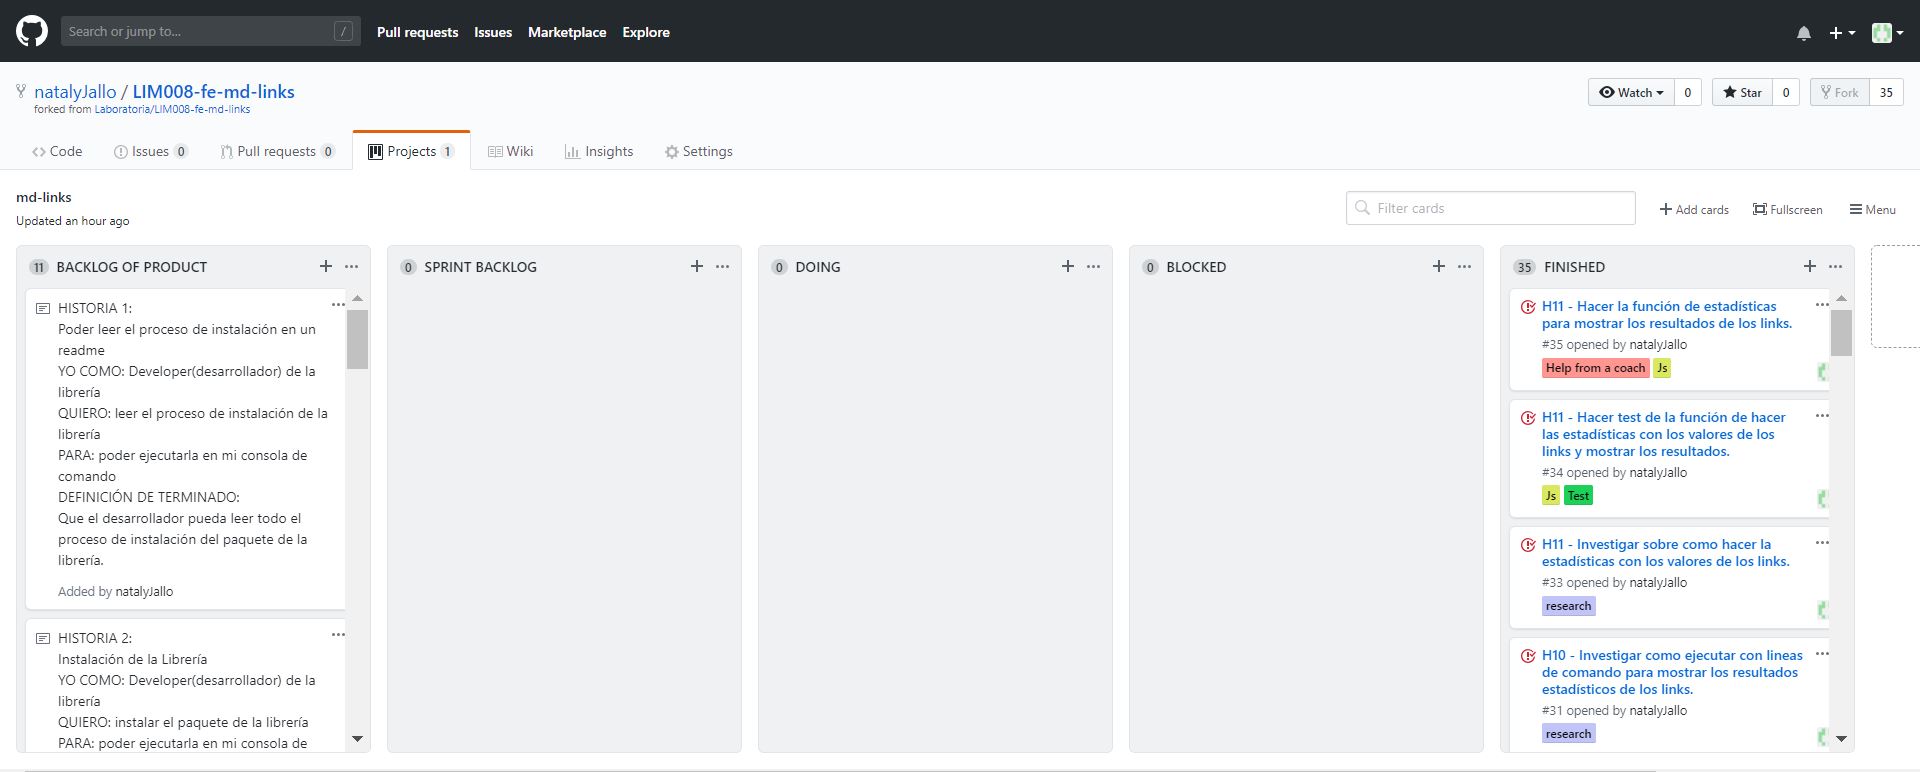 Search or jump to... / Pull requests Issues Marketplace Explore
natalyJallo / LIM008-fe-md-links
forked from Laboratoria/LIM008-fe-md-links
Watch 0 Star 0 Fork 35
Code Issues 0 Pull requests 0 Projects 1 Wiki Insights Settings
md-links
Updated an hour ago
Filter cards Add cards Fullscreen Menu
11 BACKLOG OF PRODUCT
HISTORIA 1:
Poder leer el proceso de instalación en un
readme
YO COMO: Developer(desarrollador) de la
librería
QUIERO: leer el proceso de instalación de la
librería
PARA: poder ejecutarla en mi consola de
comando
DEFINICIÓN DE TERMINADO:
Que el desarrollador pueda leer todo el
proceso de instalación del paquete de la
librería.
Added by natalyJallo
HISTORIA 2:
Instalación de la Librería
YO COMO: Developer(desarrollador) de la
librería
QUIERO: instalar el paquete de la librería
PARA: poder ejecutarla en mi consola de
0 SPRINT BACKLOG
0 DOING
0 BLOCKED
35 FINISHED
H11 - Hacer la función de estadísticas
para mostrar los resultados de los links.
#35 opened by natalyJallo
Help from a coach Js
H11 - Hacer test de la función de hacer
las estadísticas con los valores de los
links y mostrar los resultados.
#34 opened by natalyJallo
Js Test
H11 - Investigar sobre como hacer la
estadísticas con los valores de los links.
#33 opened by natalyJallo
research
H10 - Investigar como ejecutar con lineas
de comando para mostrar los resultados
estadísticos de los links.
#31 opened by natalyJallo
research